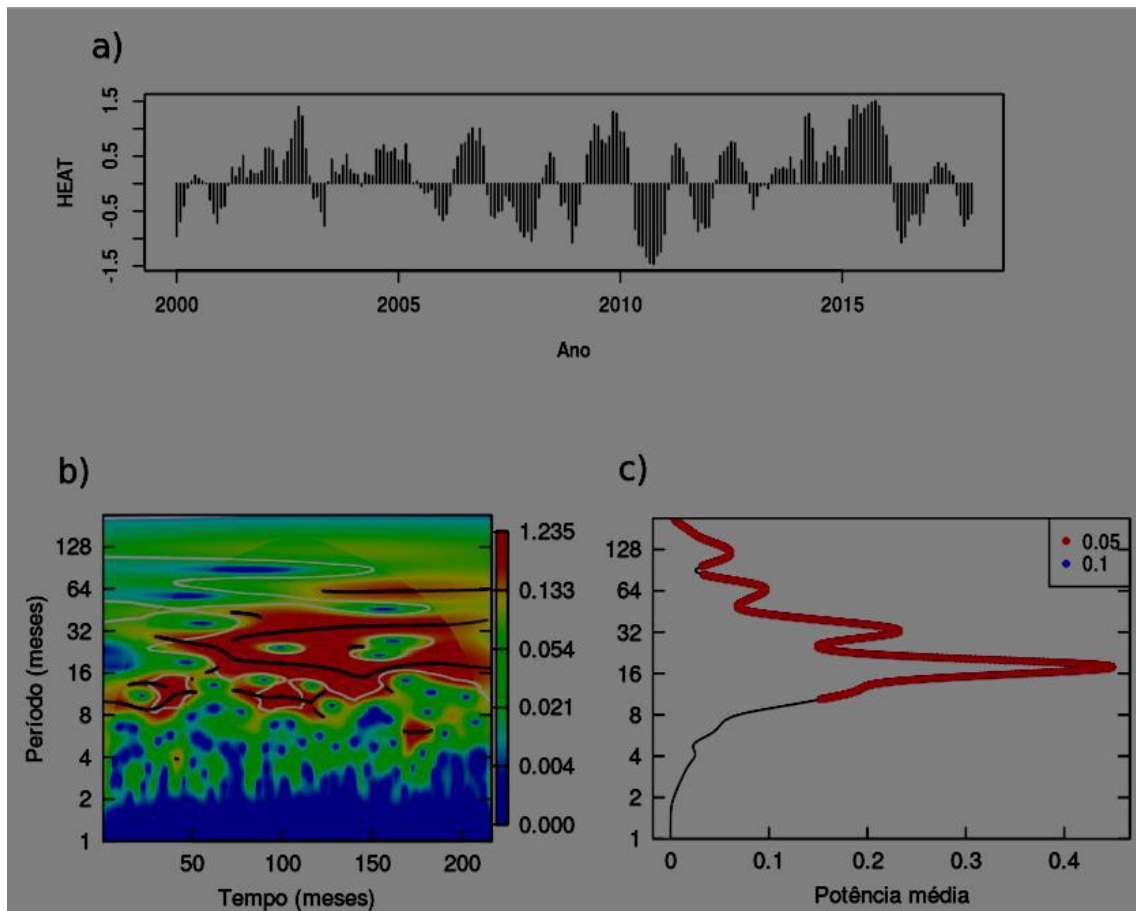 a)
HEAT
1.5
0.5
-0.5
-1.5
2000 2005 2010 2015
Ano
b)
Período (meses)
128
64
32
16
8
4
2
1
50 100 150 200
Tempo (meses)
1.235
0.133
0.054
0.021
0.004
0.000
c)
128
64
32
16
8
4
2
1
0 0.1 0.2 0.3 0.4
Potência média
0.05
0.1